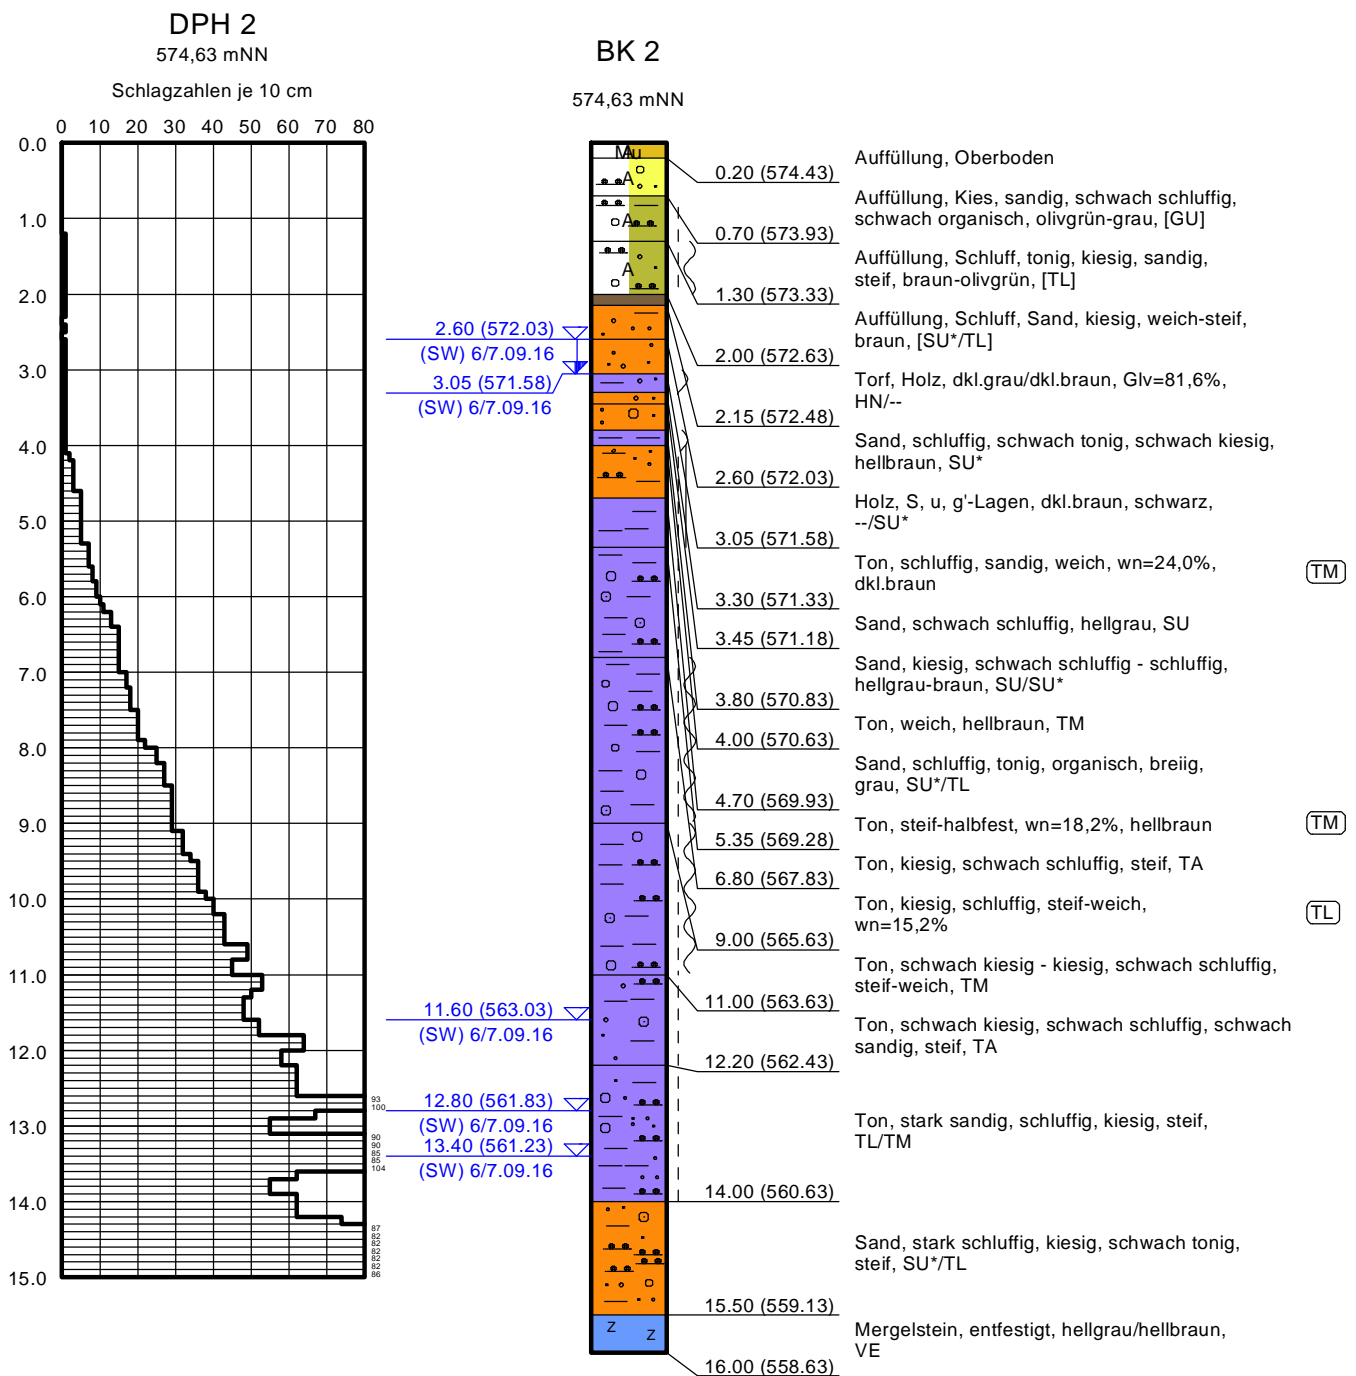 DPH 2
574,63 mNN
Schlagzahlen je 10 cm
0 10 20 30 40 50 60 70 80
0.0
1.0
2.0
3.0
4.0
5.0
6.0
7.0
8.0
9.0
10.0
11.0
12.0
13.0
14.0
15.0
93
100
90
90
85
85
104
87
82
82
82
82
82
86
2.60 (572.03)
(SW) 6/7.09.16
3.05 (571.58)
(SW) 6/7.09.16
11.60 (563.03)
(SW) 6/7.09.16
12.80 (561.83)
(SW) 6/7.09.16
13.40 (561.23)
(SW) 6/7.09.16
BK 2
574,63 mNN
A
A
A
Z Z
0.20 (574.43)
Auffüllung, Oberboden
0.70 (573.93)
Auffüllung, Kies, sandig, schwach schluffig,
schwach organisch, olivgrün-grau, [GU]
1.30 (573.33)
Auffüllung, Schluff, tonig, kiesig, sandig,
steif, braun-olivgrün, [TL]
2.00 (572.63)
Auffüllung, Schluff, Sand, kiesig, weich-steif,
braun, [SU*/TL]
2.15 (572.48)
Torf, Holz, dkl.grau/dkl.braun, Glv=81,6%,
HN/--
2.60 (572.03)
Sand, schluffig, schwach tonig, schwach kiesig,
hellbraun, SU*
3.05 (571.58)
Holz, S, u, g'-Lagen, dkl.braun, schwarz,
--/SU*
3.30 (571.33)
Ton, schluffig, sandig, weich, wn=24,0%,
dkl.braun
TM
3.45 (571.18)
Sand, schwach schluffig, hellgrau, SU
3.80 (570.83)
Sand, kiesig, schwach schluffig - schluffig,
hellgrau-braun, SU/SU*
4.00 (570.63)
Ton, weich, hellbraun, TM
4.70 (569.93)
Sand, schluffig, tonig, organisch, breiig,
grau, SU*/TL
5.35 (569.28)
Ton, steif-halbfest, wn=18,2%, hellbraun
TM
6.80 (567.83)
Ton, kiesig, schwach schluffig, steif, TA
9.00 (565.63)
Ton, kiesig, schluffig, steif-weich,
wn=15,2%
TL
11.00 (563.63)
Ton, schwach kiesig - kiesig, schwach schluffig,
steif-weich, TM
12.20 (562.43)
Ton, schwach kiesig, schwach schluffig, schwach
sandig, steif, TA
14.00 (560.63)
Ton, stark sandig, schluffig, kiesig, steif,
TL/TM
15.50 (559.13)
Sand, stark schluffig, kiesig, schwach tonig,
steif, SU*/TL
16.00 (558.63)
Mergelstein, entfestigt, hellgrau/hellbraun,
VE